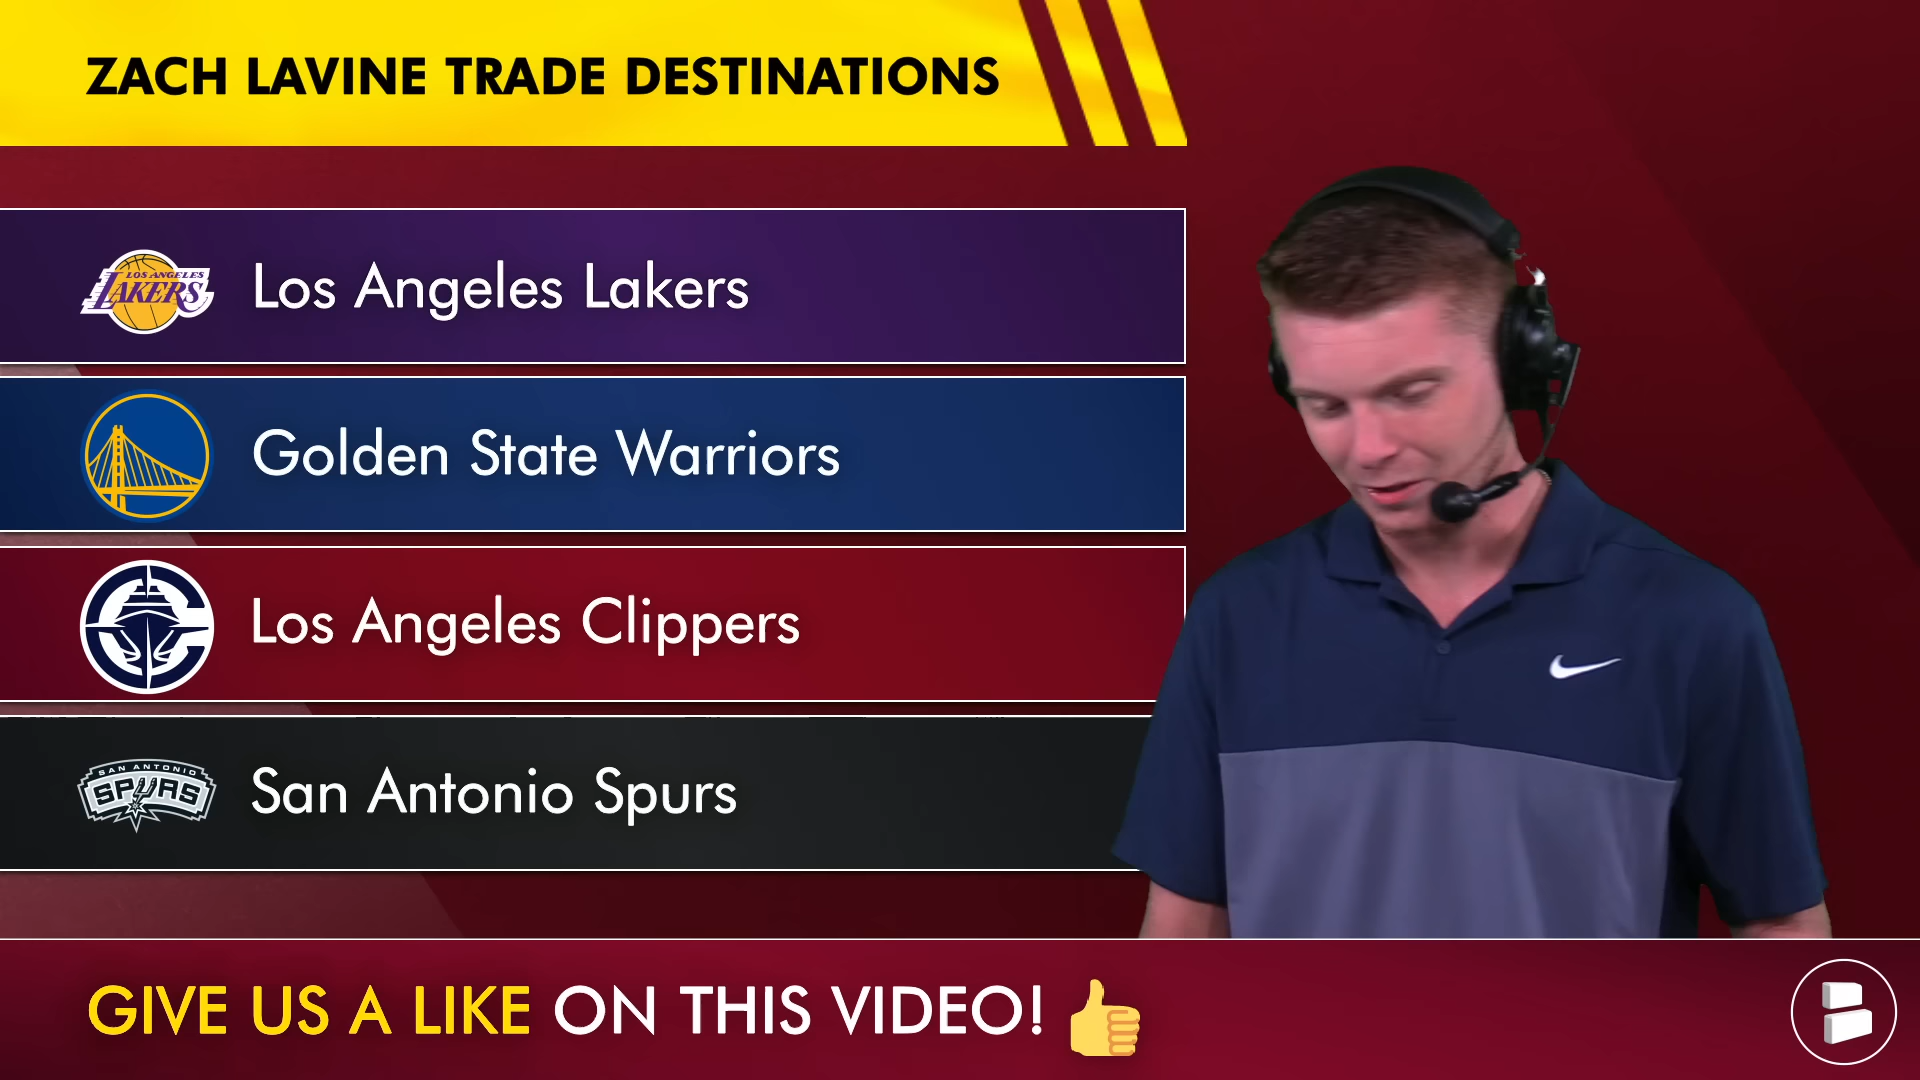 ZACH LAVINE TRADE DESTINATIONS
LOS ANGELES
LAKERS
Los Angeles Lakers
Golden State Warriors
Los Angeles Clippers
SAN ANTONIO
SPURS
San Antonio Spurs
GIVE US A LIKE ON THIS VIDEO!